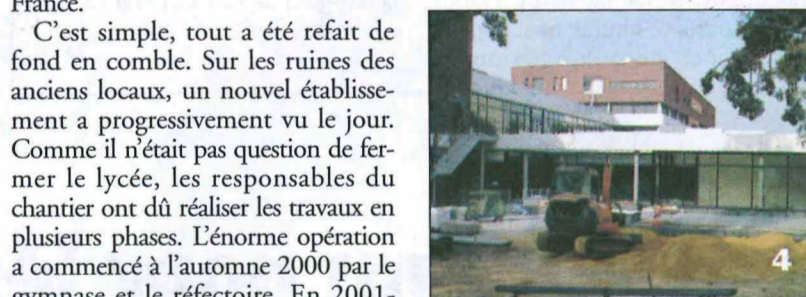 France.
C'est simple, tout a été refait de
fond en comble. Sur les ruines des
anciens locaux, un nouvel établisse-
ment a progressivement vu le jour.
Comme il n'était pas question de fer-
mer le lycée, les responsables du
chantier ont dû réaliser les travaux en
plusieurs phases. L'énorme opération
a commencé à l'automne 2000 par le
gymnase et le réfectoire. En 2001-
4